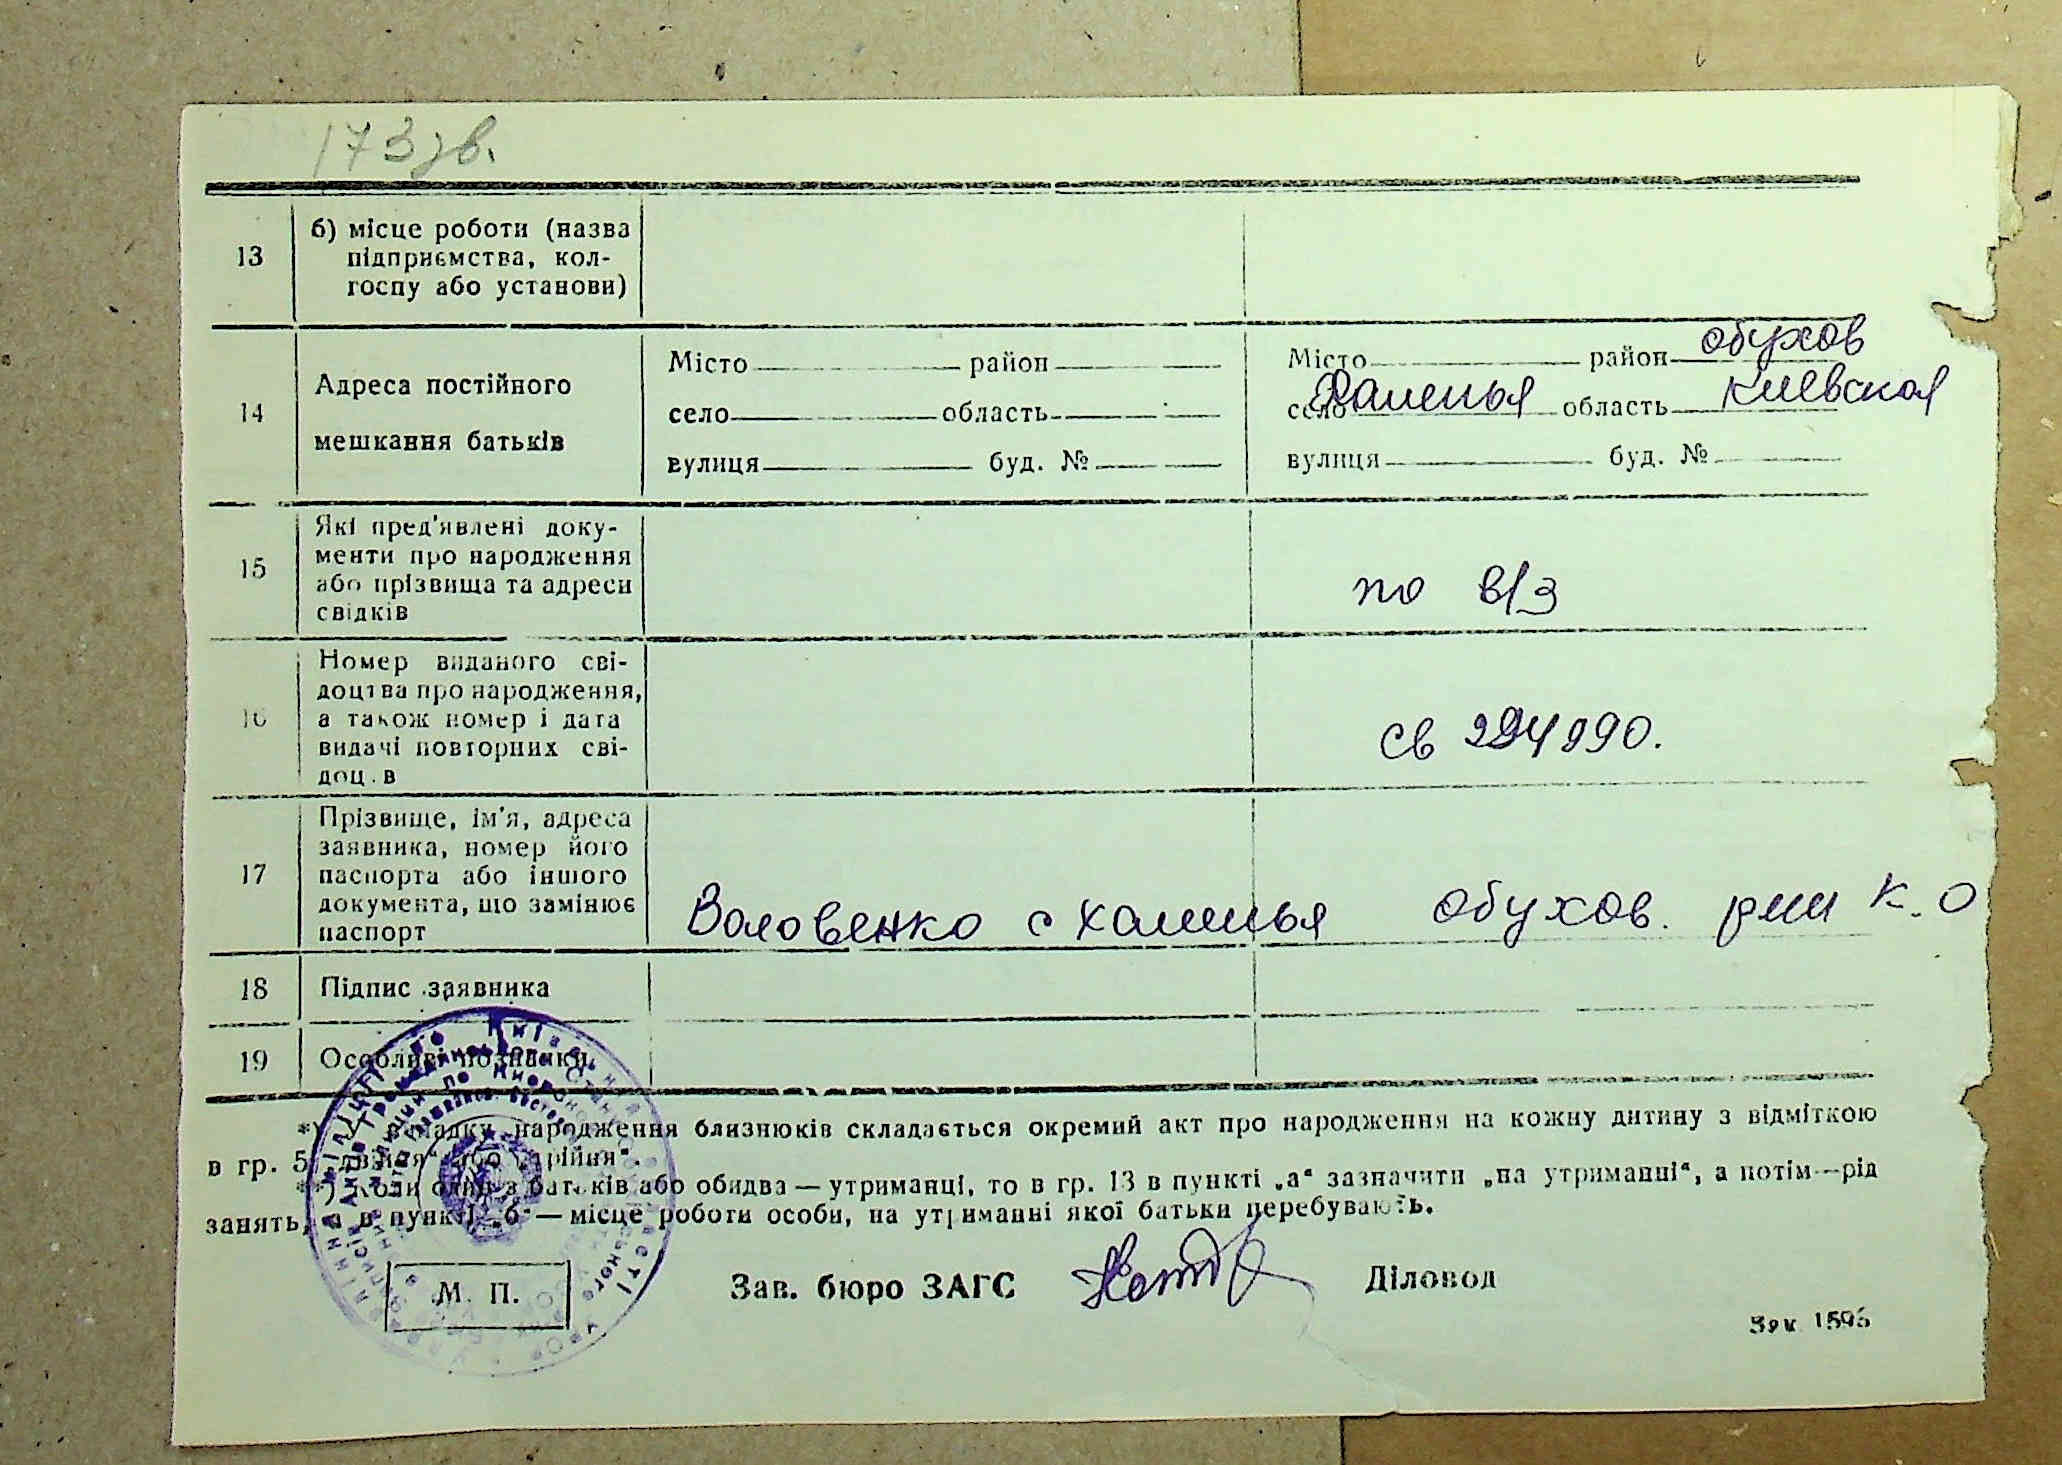 173 зв.
13
б) місце роботи (назва
підприємства, кол-
госпу або установи)
14
Адреса постійного
мешкання батьків
Місто район
село область
вулиця буд. №
Місто район обухов
село область Киевская
вулиця буд. №
15
Які пред'явлені доку-
менти про народження
або прізвища та адреси
свідків
по в/з
16
Номер виданого сві-
доцтва про народження,
а також номер і дата
видачі повторних сві-
доц в
св
17
Прізвище, ім'я, адреса
заявника, номер його
паспорта або іншого
документа, що замінює
паспорт
Воловенко с Халепья обухов. К. О
18
Підпис заявника
19
Особливі позначки
*) У випадку народження близнюків складається окремий акт про народження на кожну дитину з відміткою
в гр. 5 „двійня“ або „трійня“.
**) Коли один з батьків або обидва — утриманці, то в гр. 13 в пункті „а“ зазначити „на утриманні“, а потім — рід
занять, а в пункті „б“ — місце роботи особи, на утриманні якої батьки перебувають.
М. П.
Зав. бюро ЗАГС
Діловод
Зак. 1595